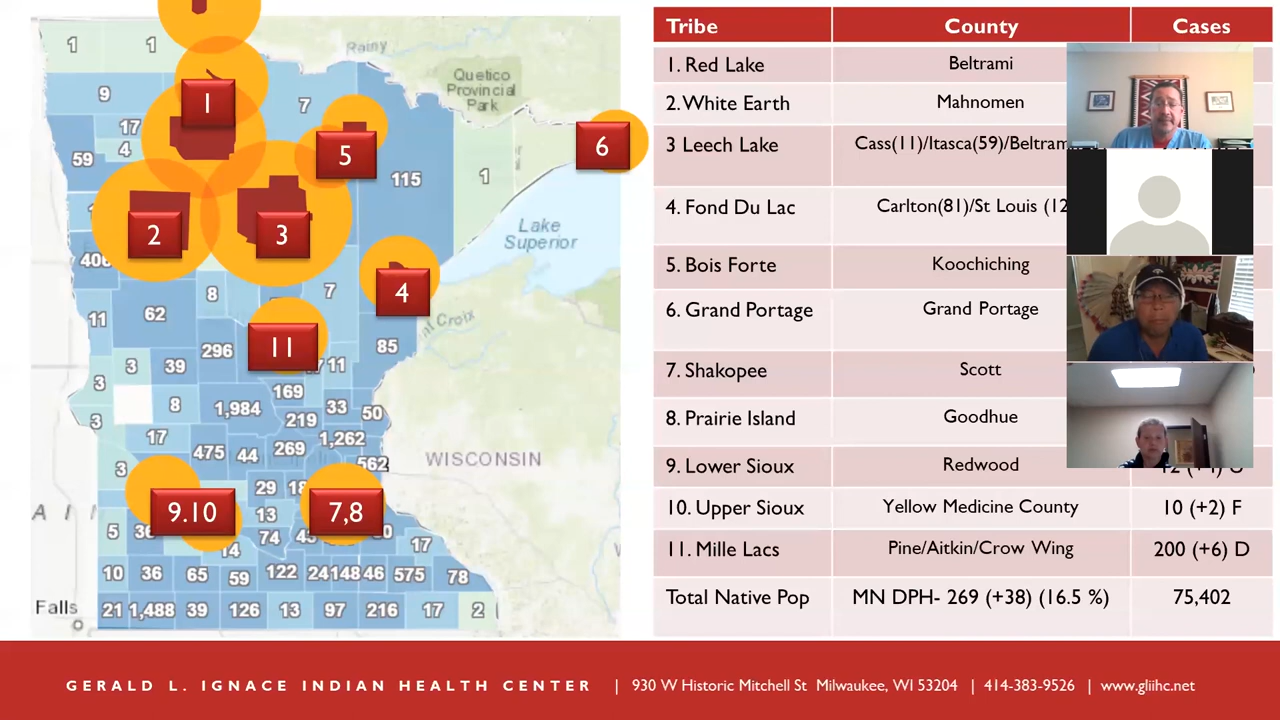 Tribe County Cases
1. Red Lake Beltrami
2. White Earth Mahnomen
3 Leech Lake Cass(11)/Itasca(59)/Beltram
4. Fond Du Lac Carlton(81)/St Louis (12
5. Bois Forte Koochiching
6. Grand Portage Grand Portage
7. Shakopee Scott
8. Prairie Island Goodhue
9. Lower Sioux Redwood
10. Upper Sioux Yellow Medicine County 10 (+2) F
11. Mille Lacs Pine/Aitkin/Crow Wing 200 (+6) D
Total Native Pop MN DPH- 269 (+38) (16.5 %) 75,402
Rainy
Quetico
Provincial
Park
Lake
Superior
WISCONSIN
Falls
1 1
9 1 7
17
4
59 5 6
115 1
2 3
406
8 7 4
11 62
296 11 85
3 39 11
3 169
8 1,984 33 50
3 219
17 1,262
475 44 269
3 562
29
9.10 7,8
13
5 74 17
14
10 36 65 59 122 24 148 46 575 78
21 1,488 39 126 13 97 216 17 2
GERALD L. IGNACE INDIAN HEALTH CENTER | 930 W Historic Mitchell St Milwaukee, WI 53204 | 414-383-9526 | www.gliihc.net